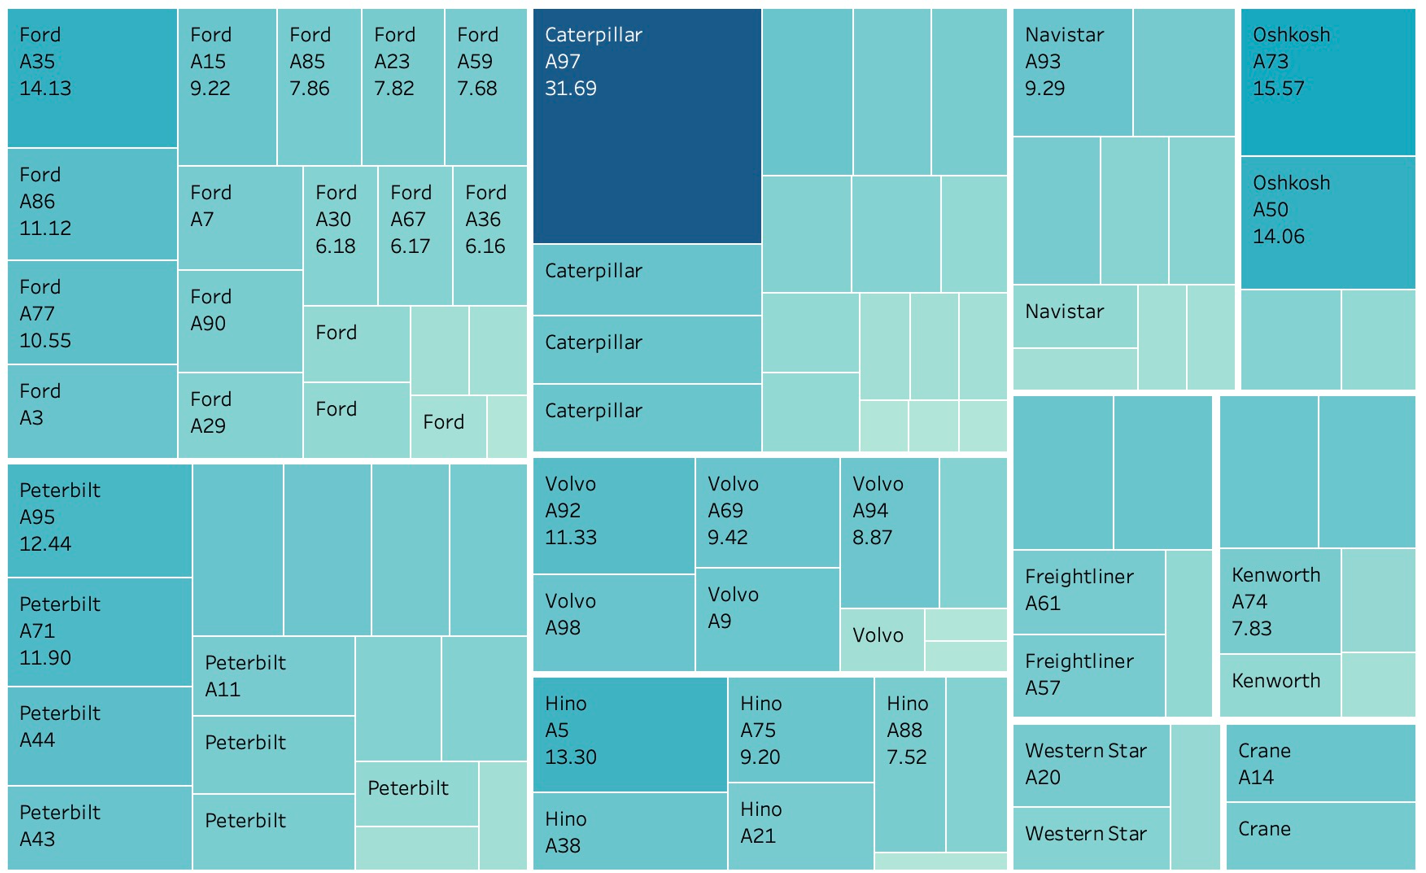 Ford
A35
14.13
Ford
A86
11.12
Ford
A77
10.55
Ford
A3
Ford
A15
9.22
Ford
A85
7.86
Ford
A23
7.82
Ford
A59
7.68
Ford
A7
Ford
A90
Ford
A29
Ford
A30
6.18
Ford
A67
6.17
Ford
A36
6.16
Ford
Ford
Ford
Peterbilt
A95
12.44
Peterbilt
A71
11.90
Peterbilt
A44
Peterbilt
A43
Peterbilt
A11
Peterbilt
Peterbilt
Peterbilt
Caterpillar
A97
31.69
Caterpillar
Caterpillar
Caterpillar
Volvo
A92
11.33
Volvo
A98
Volvo
A69
9.42
Volvo
A9
Volvo
A94
8.87
Volvo
Hino
A5
13.30
Hino
A38
Hino
A75
9.20
Hino
A21
Hino
A88
7.52
Navistar
A93
9.29
Navistar
Oshkosh
A73
15.57
Oshkosh
A50
14.06
Freightliner
A61
Freightliner
A57
Kenworth
A74
7.83
Kenworth
Western Star
A20
Western Star
Crane
A14
Crane